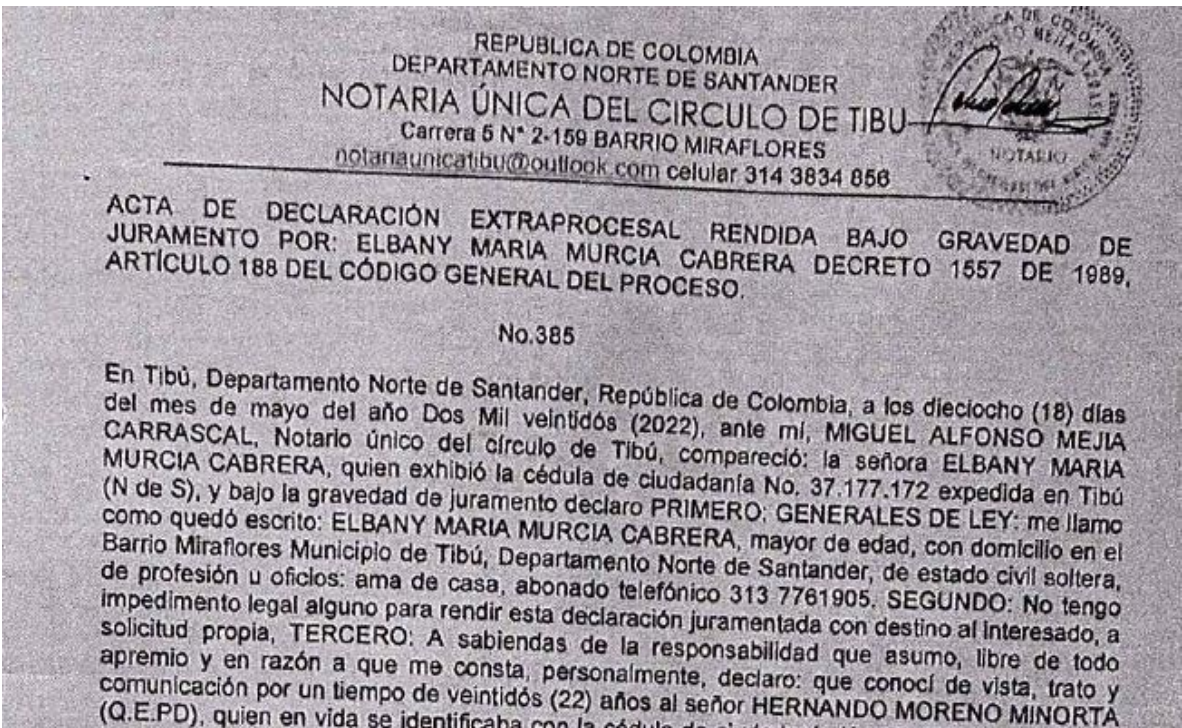 REPUBLICA DE COLOMBIA
DEPARTAMENTO NORTE DE SANTANDER
NOTARIA ÚNICA DEL CIRCULO DE TIBU
Carrera 5 N° 2-159 BARRIO MIRAFLORES
notariaunicatibu@outlook.com celular 314 3834 856
NOTARIO
ACTA DE DECLARACIÓN EXTRAPROCESAL RENDIDA BAJO GRAVEDAD DE
JURAMENTO POR: ELBANY MARIA MURCIA CABRERA DECRETO 1557 DE 1989,
ARTÍCULO 188 DEL CÓDIGO GENERAL DEL PROCESO.
No.385
En Tibú, Departamento Norte de Santander, República de Colombia, a los dieciocho (18) días
del mes de mayo del año Dos Mil veintidós (2022), ante mí, MIGUEL ALFONSO MEJIA
CARRASCAL, Notario único del círculo de Tibú, compareció: la señora ELBANY MARIA
MURCIA CABRERA, quien exhibió la cédula de ciudadanía No. 37.177.172 expedida en Tibú
(N de S), y bajo la gravedad de juramento declaro PRIMERO: GENERALES DE LEY: me llamo
como quedó escrito: ELBANY MARIA MURCIA CABRERA, mayor de edad, con domicilio en el
Barrio Miraflores Municipio de Tibú, Departamento Norte de Santander, de estado civil soltera,
de profesión u oficios: ama de casa, abonado telefónico 313 7761905. SEGUNDO: No tengo
impedimento legal alguno para rendir esta declaración juramentada con destino al interesado, a
solicitud propia, TERCERO: A sabiendas de la responsabilidad que asumo, libre de todo
apremio y en razón a que me consta, personalmente, declaro: que conocí de vista, trato y
comunicación por un tiempo de veintidós (22) años al señor HERNANDO MORENO MINORTA
(Q.E.PD), quien en vida se identificaba con la cédula de